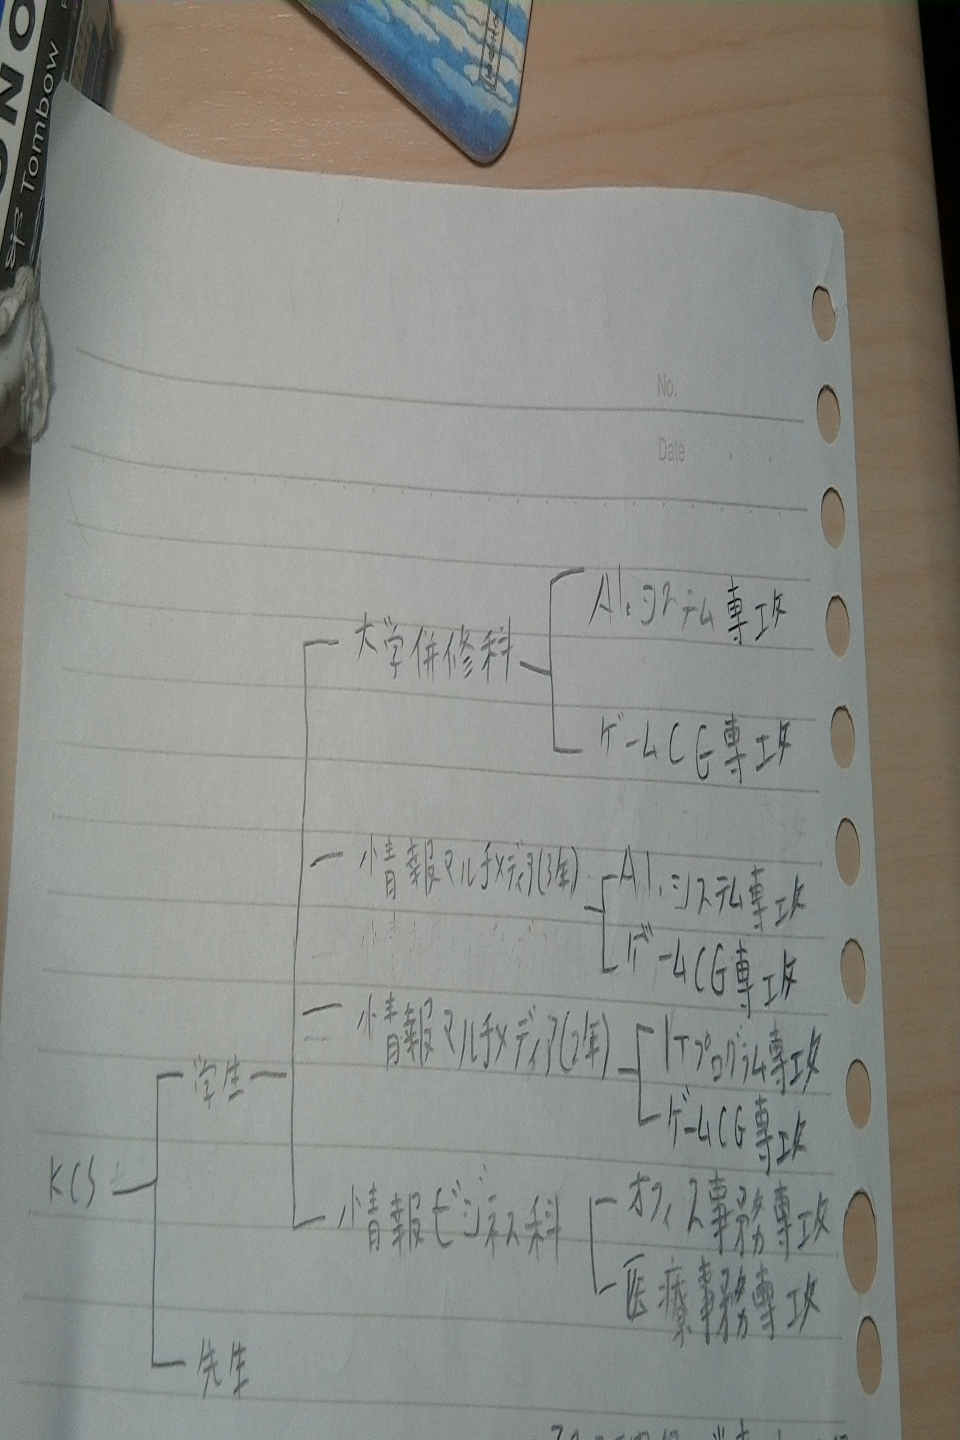 Tombow
No.
Date
KCS
学生
先生
大学併修科
AI.システム専攻
ゲームCG専攻
情報マルチメディア(3年)
AI.システム専攻
ゲームCG専攻
情報マルチメディア(2年)
ITプログラム専攻
ゲームCG専攻
情報ビジネス科
オフィス事務専攻
医療事務専攻